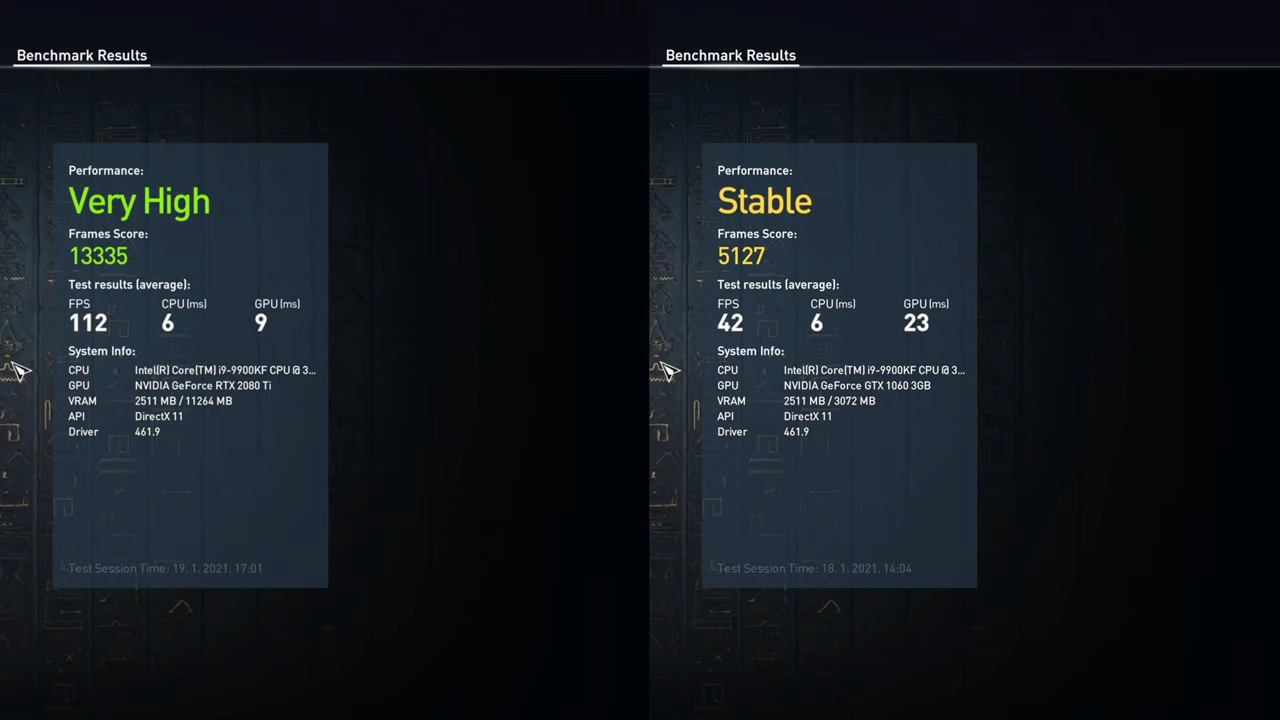 Benchmark Results
Performance:
Very High
Frames Score:
13335
Test results (average):
FPS CPU (ms) GPU (ms)
112 6 9
System Info:
CPU Intel(R) Core(TM) i9-9900KF CPU @ 3...
GPU NVIDIA GeForce RTX 2080 Ti
VRAM 2511 MB / 11264 MB
API DirectX 11
Driver 461.9
Test Session Time: 19. 1. 2021. 17:01
Benchmark Results
Performance:
Stable
Frames Score:
5127
Test results (average):
FPS CPU (ms) GPU (ms)
42 6 23
System Info:
CPU Intel(R) Core(TM) i9-9900KF CPU @ 3...
GPU NVIDIA GeForce GTX 1060 3GB
VRAM 2511 MB / 3072 MB
API DirectX 11
Driver 461.9
Test Session Time: 18. 1. 2021. 14:04